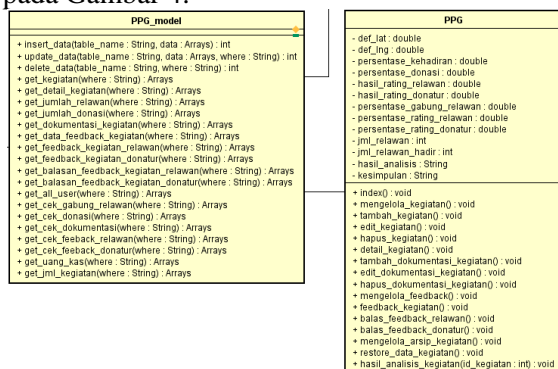 pada Gambar 4.
PPG_model
+ insert_data(table_name : String, data : Arrays) : int
+ update_data(table_name : String, data : Arrays, where : String) : int
+ delete_data(table_name : String, where : String) : int
+ get_kegiatan(where : String) : Arrays
+ get_detail_kegiatan(where : String) : Arrays
+ get_jumlah_relawan(where : String) : Arrays
+ get_jumlah_donasi(where : String) : Arrays
+ get_dokumentasi_kegiatan(where : String) : Arrays
+ get_data_feedback_kegiatan(where : String) : Arrays
+ get_feedback_kegiatan_relawan(where : String) : Arrays
+ get_feedback_kegiatan_donatur(where : String) : Arrays
+ get_balasan_feedback_kegiatan_relawan(where : String) : Arrays
+ get_balasan_feedback_kegiatan_donatur(where : String) : Arrays
+ get_all_user(where : String) : Arrays
+ get_cek_gabung_relawan(where : String) : Arrays
+ get_cek_donasi(where : String) : Arrays
+ get_cek_dokumentasi(where : String) : Arrays
+ get_cek_feeback_relawan(where : String) : Arrays
+ get_cek_feeback_donatur(where : String) : Arrays
+ get_uang_kas(where : String) : Arrays
+ get_jml_kegiatan(where : String) : Arrays
PPG
- def_lat : double
- def_lng : double
- persentase_kehadiran : double
- persentase_donasi : double
- hasil_rating_relawan : double
- hasil_rating_donatur : double
- persentase_gabung_relawan : double
- persentase_rating_relawan : double
- persentase_rating_donatur : double
- jml_relawan : int
- jml_relawan_hadir : int
- hasil_analisis : String
- kesimpulan : String
+ index() : void
+ mengelola_kegiatan() : void
+ tambah_kegiatan() : void
+ edit_kegiatan() : void
+ hapus_kegiatan() : void
+ detail_kegiatan() : void
+ tambah_dokumentasi_kegiatan() : void
+ edit_dokumentasi_kegiatan() : void
+ hapus_dokumentasi_kegiatan() : void
+ mengelola_feedback() : void
+ feedback_kegiatan() : void
+ balas_feedback_relawan() : void
+ balas_feedback_donatur() : void
+ mengelola_arsip_kegiatan() : void
+ restore_data_kegiatan() : void
+ hasil_analisis_kegiatan(id_kegiatan : int) : void